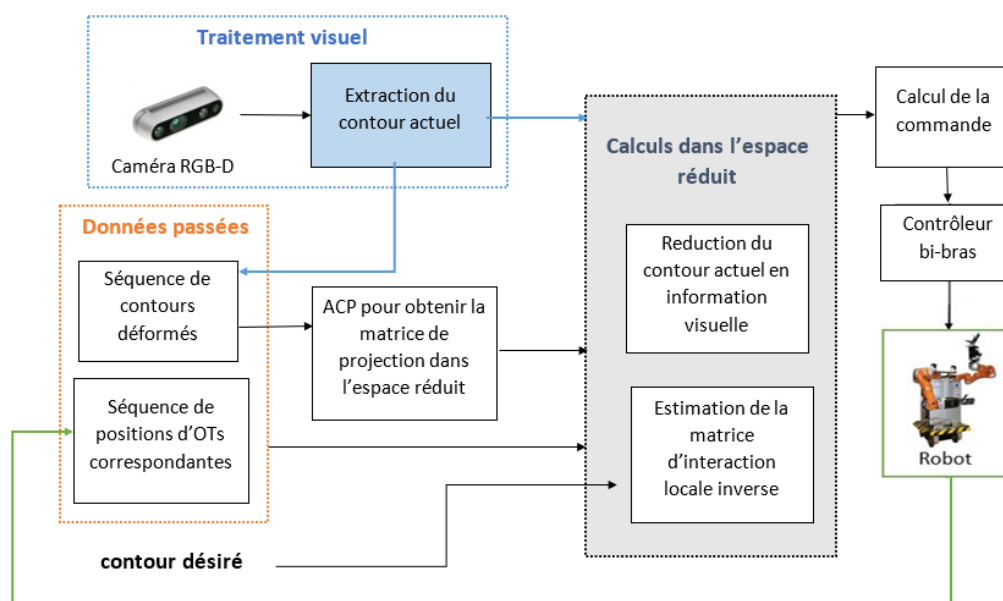 Traitement visuel
Caméra RGB-D
Extraction du
contour actuel
Données passées
Séquence de
contours
déformés
Séquence de
positions d'OTs
correspondantes
ACP pour obtenir la
matrice de
projection dans
l'espace réduit
contour désiré
Calculs dans l'espace
réduit
Reduction du
contour actuel en
information
visuelle
Estimation de la
matrice
d'interaction
locale inverse
Calcul de la
commande
Contrôleur
bi-bras
Robot